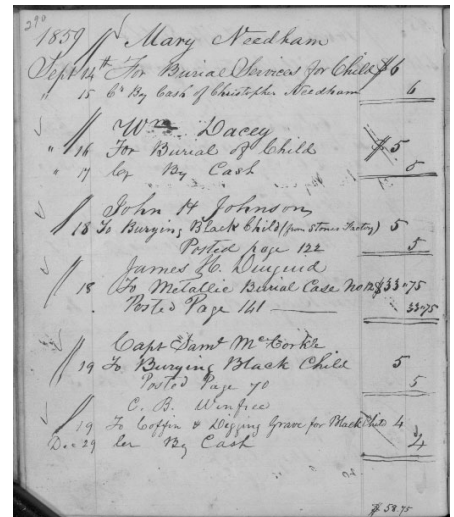 290
1859 Mary Needham
Sept 14th For Burial Services for Child $6
" 15 Cr By Cash of Christopher Needham 6
Wm Dacey
" 16 For Burial of Child $5
" 17 Cr By Cash 5
John H Johnson
18 To Burying Black Child (from Stones Factory) 5
Posted page 122 5
James H. Diuguid
18 To Metallic Burial Case No $33-75
Posted Page 141 33-75
Capt Saml McCorkle
19 To Burying Black Child 5
Posted Page 70 5
C. B. Winfree
19 To Coffin & Digging Grave for Black Child 4
Dec 29 Cr By Cash 4
$58.75